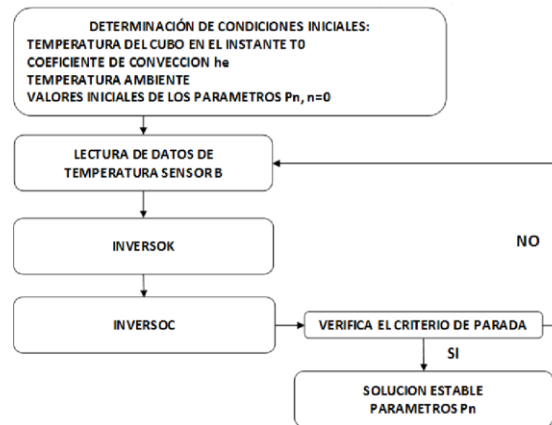 DETERMINACIÓN DE CONDICIONES INICIALES:
TEMPERATURA DEL CUBO EN EL INSTANTE T0
COEFICIENTE DE CONVECCION he
TEMPERATURA AMBIENTE
VALORES INICIALES DE LOS PARAMETROS Pn, n=0
LECTURA DE DATOS DE
TEMPERATURA SENSOR B
INVERSOK
NO
INVERSOC
VERIFICA EL CRITERIO DE PARADA
SI
SOLUCION ESTABLE
PARAMETROS Pn